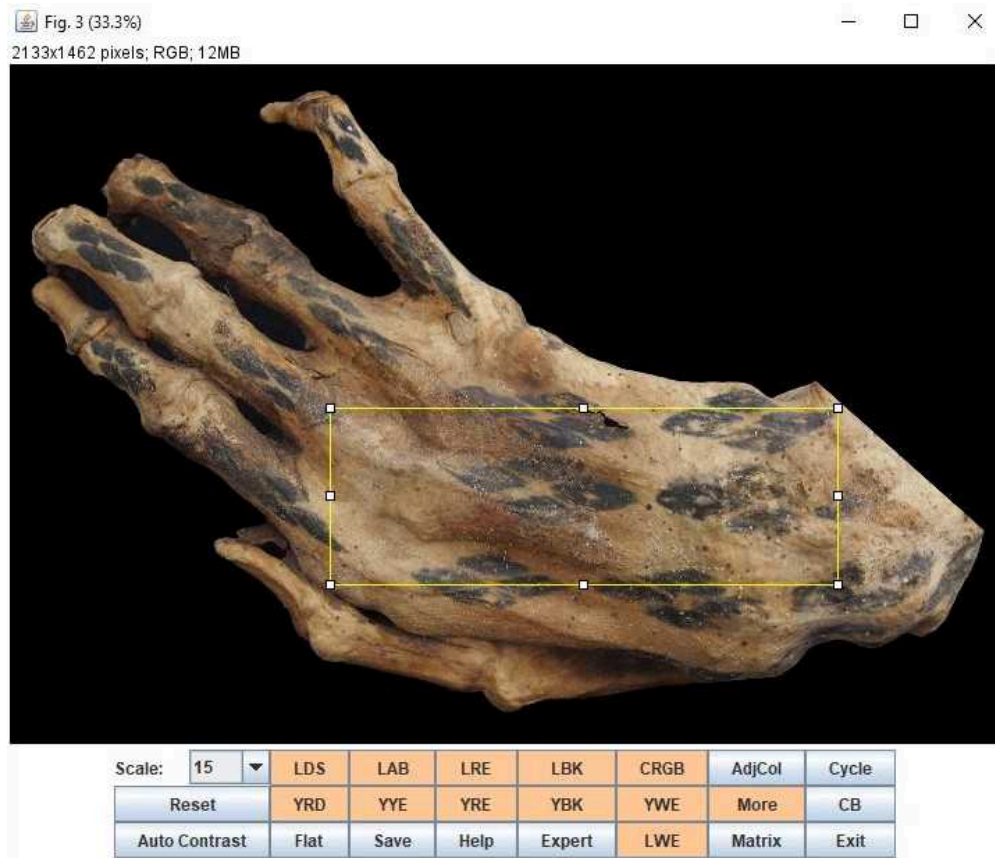 Fig. 3 (33.3%)
2133x1462 pixels; RGB; 12MB
Scale: 15 LDS LAB LRE LBK CRGB AdjCol Cycle
Reset YRD YYE YRE YBK YWE More CB
Auto Contrast Flat Save Help Expert LWE Matrix Exit